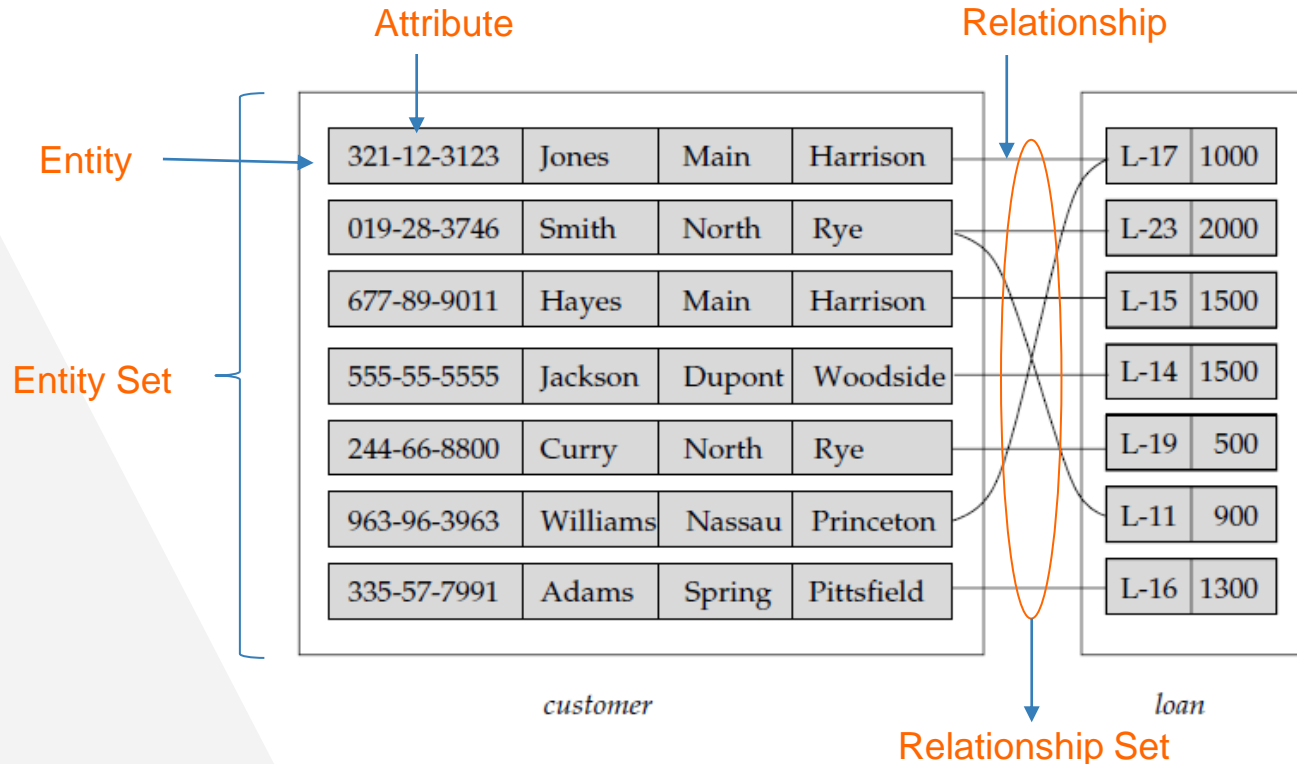 Attribute
Relationship
Entity
Entity Set
321-12-3123 Jones Main Harrison
019-28-3746 Smith North Rye
677-89-9011 Hayes Main Harrison
555-55-5555 Jackson Dupont Woodside
244-66-8800 Curry North Rye
963-96-3963 Williams Nassau Princeton
335-57-7991 Adams Spring Pittsfield
customer
L-17 1000
L-23 2000
L-15 1500
L-14 1500
L-19 500
L-11 900
L-16 1300
loan
Relationship Set